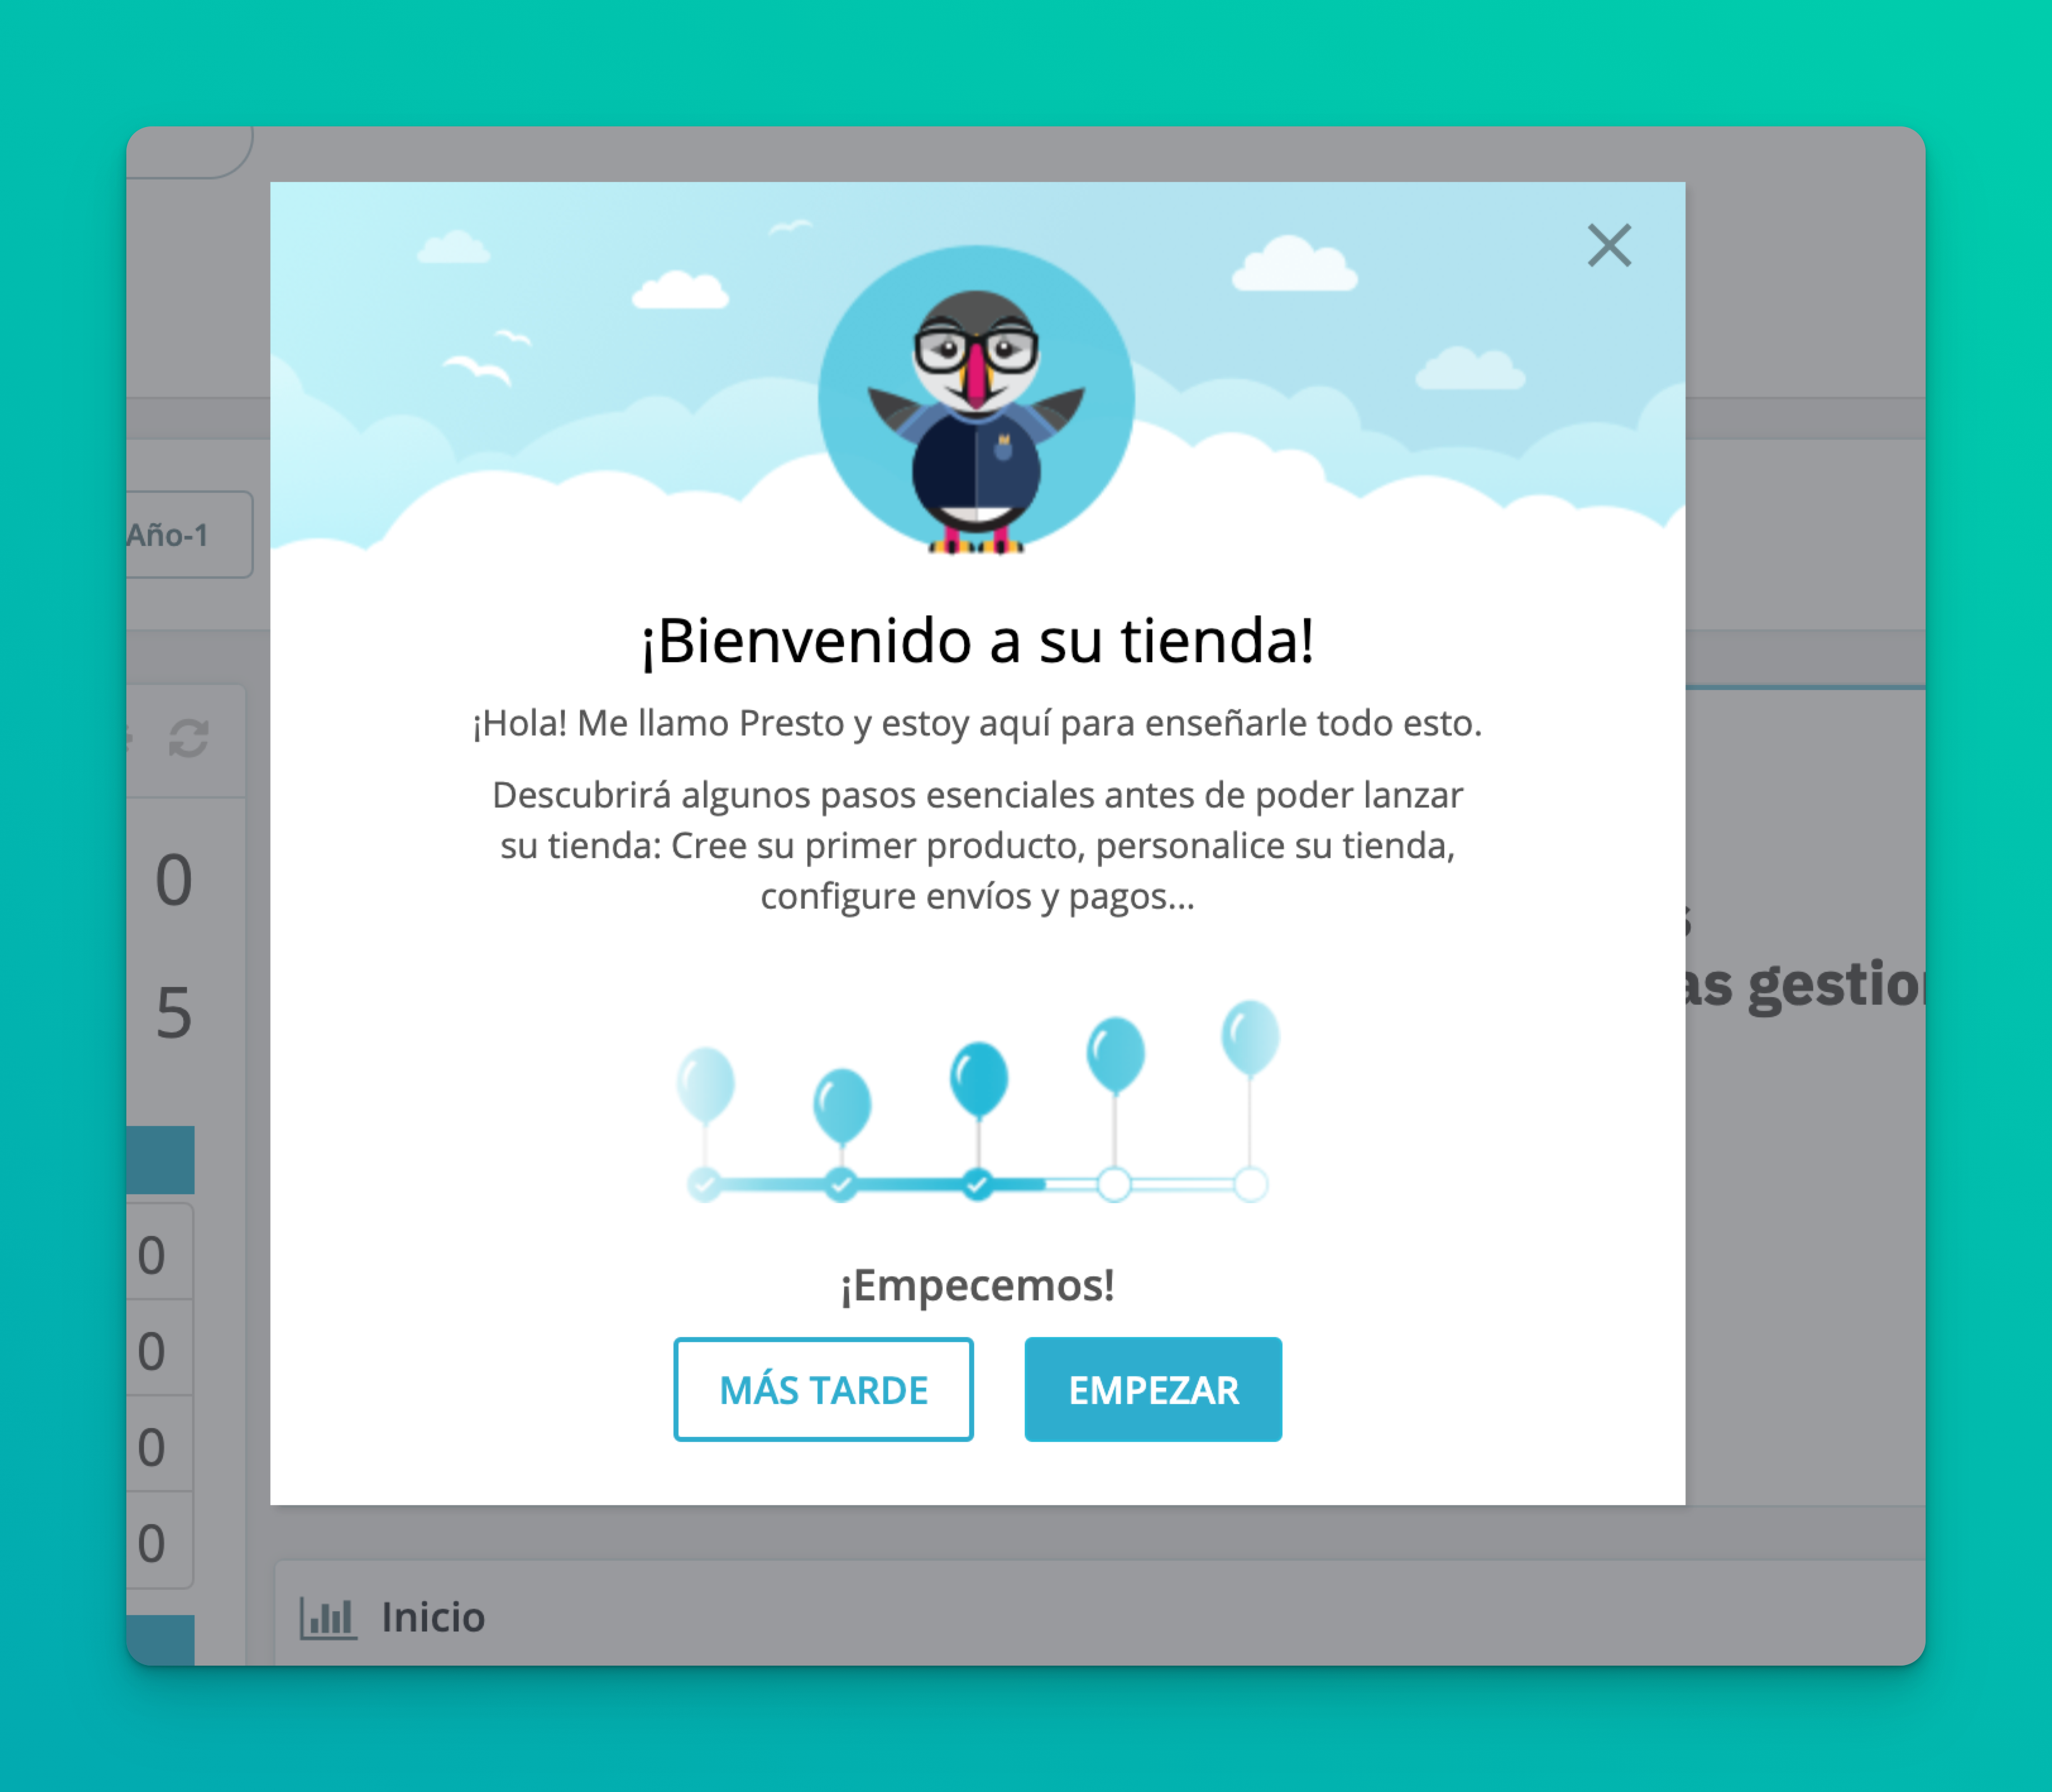 ¡Bienvenido a su tienda!
¡Hola! Me llamo Presto y estoy aquí para enseñarle todo esto.
Descubrirá algunos pasos esenciales antes de poder lanzar
su tienda: Cree su primer producto, personalice su tienda,
configure envíos y pagos...
¡Empecemos!
MÁS TARDE
EMPEZAR
Año-1
0
5
0
0
0
0
Inicio